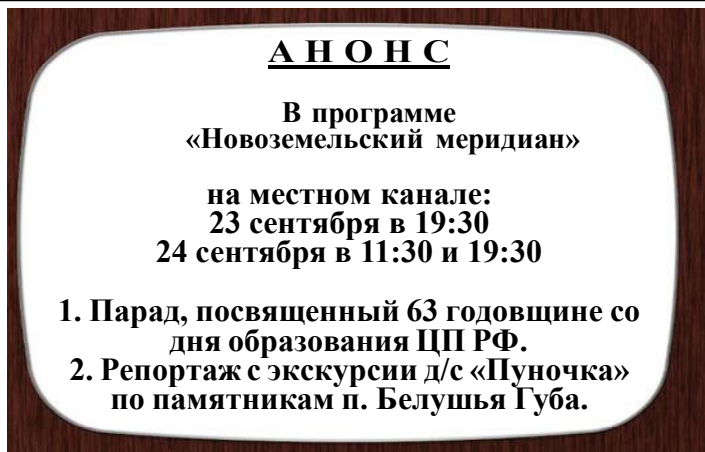 АНОНС
В программе
«Новоземельский меридиан»
на местном канале:
23 сентября в 19:30
24 сентября в 11:30 и 19:30
1. Парад, посвященный 63 годовщине со
дня образования ЦП РФ.
2. Репортаж с экскурсии д/с «Пуночка»
по памятникам п. Белушья Губа.